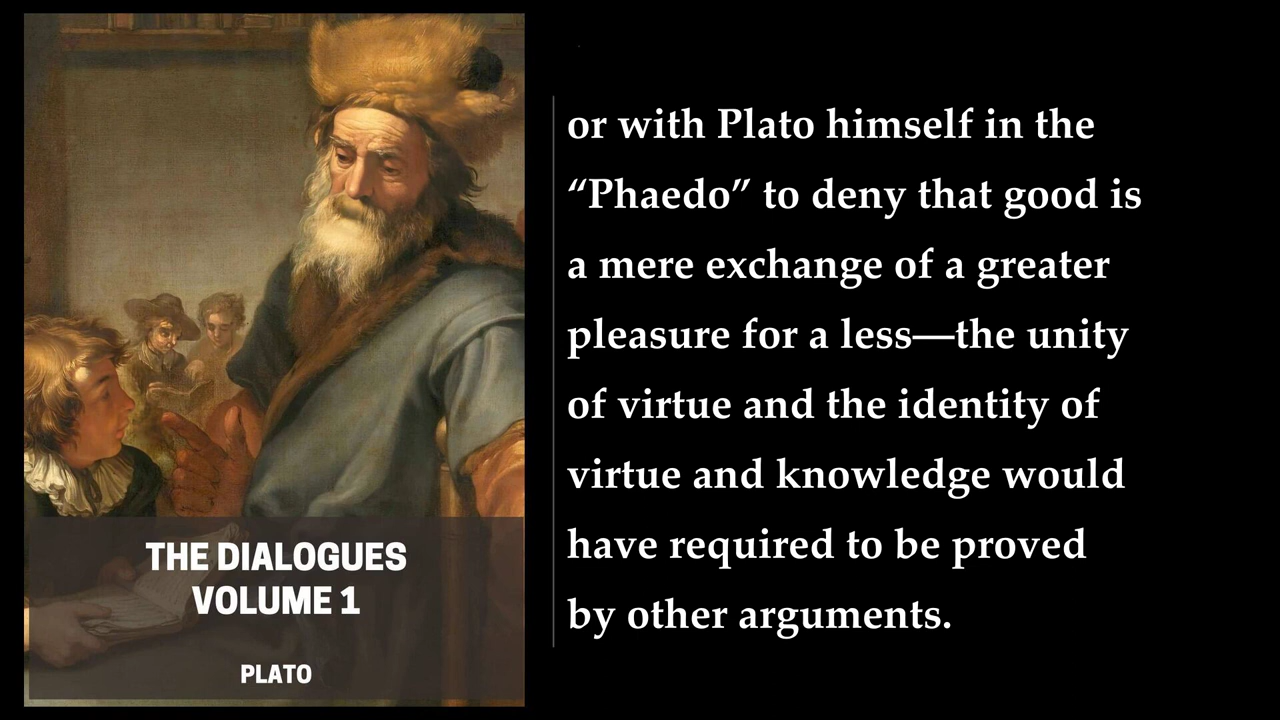 THE DIALOGUES
VOLUME 1
PLATO
or with Plato himself in the
“Phaedo” to deny that good is
a mere exchange of a greater
pleasure for a less—the unity
of virtue and the identity of
virtue and knowledge would
have required to be proved
by other arguments.